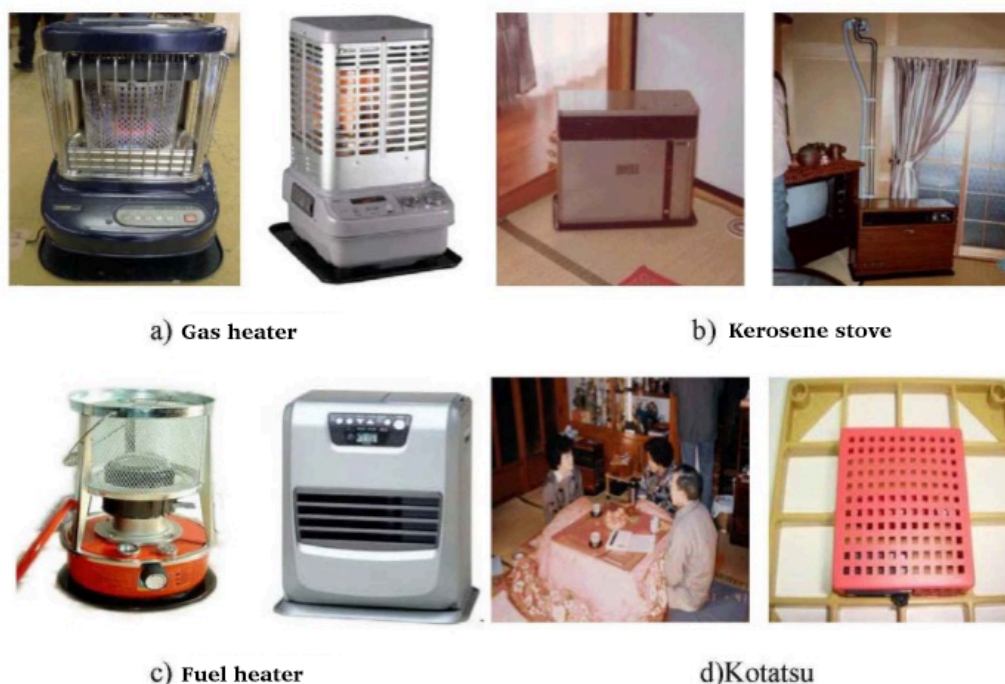 a) Gas heater
b) Kerosene stove
c) Fuel heater
d)Kotatsu